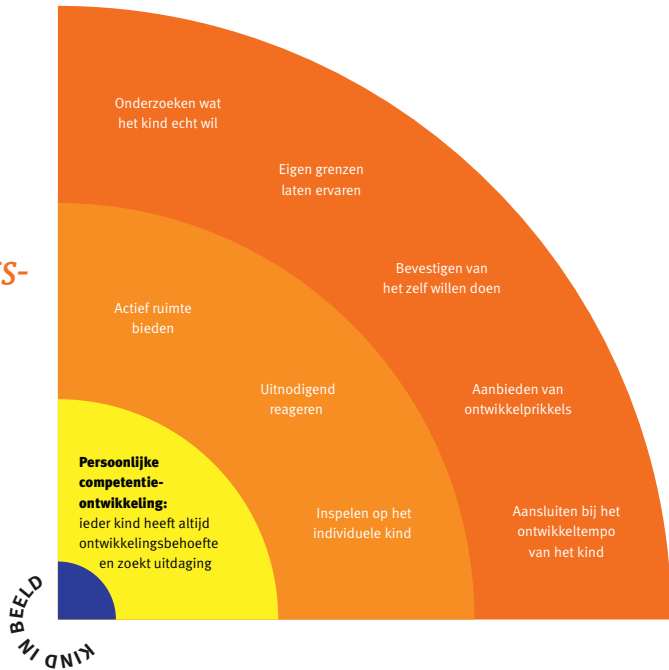 Onderzoeken wat
het kind echt wil
Eigen grenzen
laten ervaren
Bevestigen van
het zelf willen doen
Aanbieden van
ontwikkelprikkels
Aansluiten bij het
ontwikkeltempo
van het kind
Actief ruimte
bieden
Uitnodigend
reageren
Inspelen op het
individuele kind
Persoonlijke
competentie-
ontwikkeling:
ieder kind heeft altijd
ontwikkelingsbehoefte
en zoekt uitdaging
KIND IN BEELD